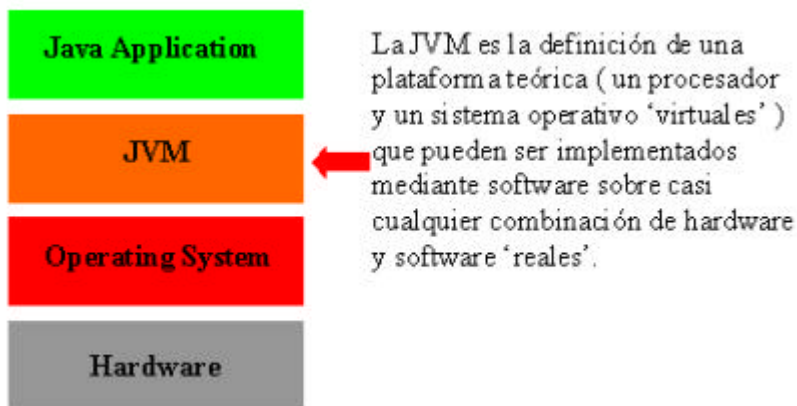 Java Application
JVM
Operating System
Hardware
La JVM es la definición de una
plataforma teórica ( un procesador
y un sistema operativo ‘virtuales’ )
que pueden ser implementados
mediante software sobre casi
cualquier combinación de hardware
y software ‘reales’.